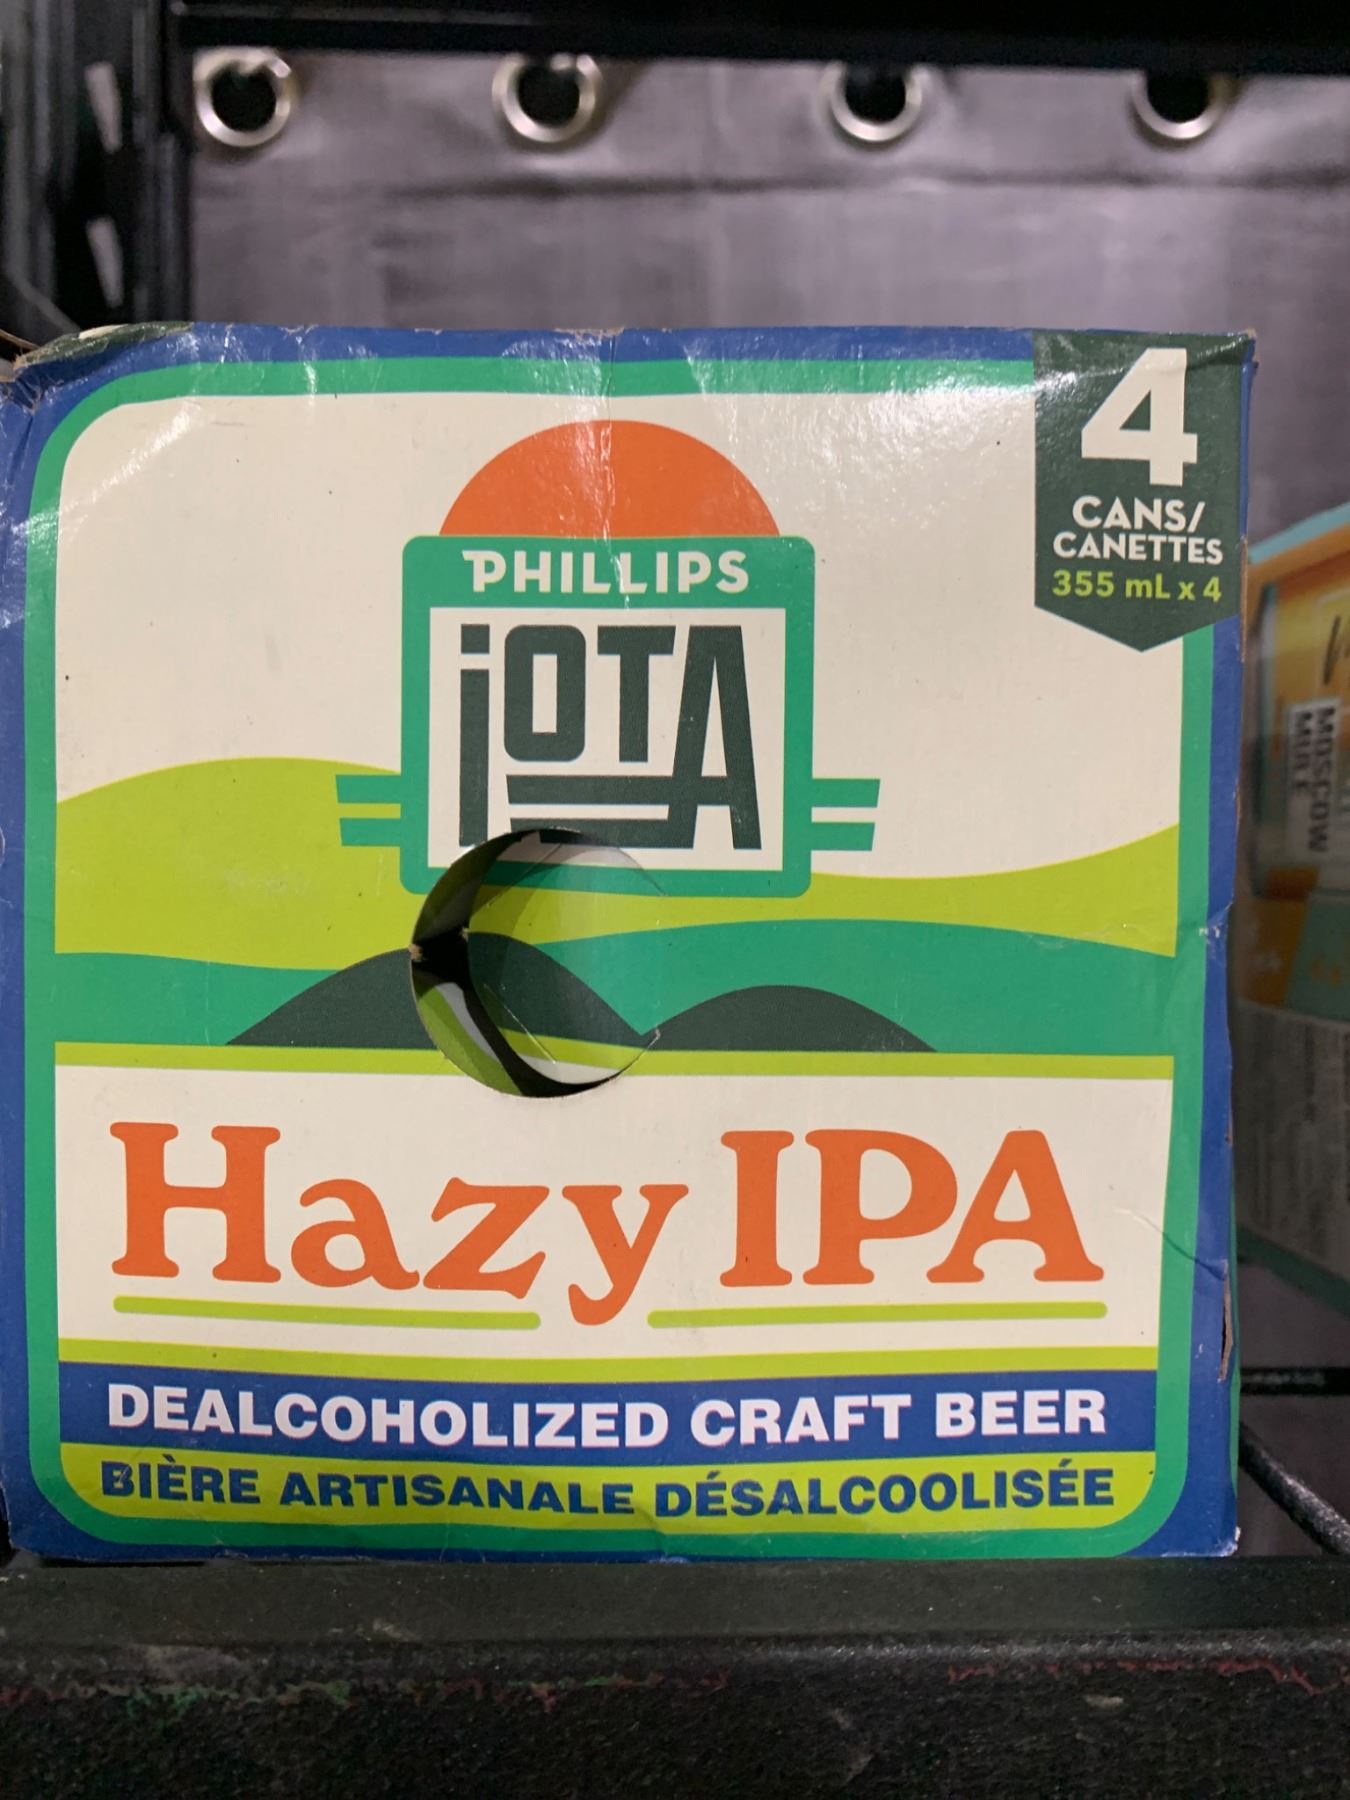 4
CANS/
CANETTES
355 mL x 4
PHILLIPS
iOTA
Hazy IPA
DEALCOHOLIZED CRAFT BEER
BIÈRE ARTISANALE DÉSALCOOLISÉE
MOSCOW
MULE